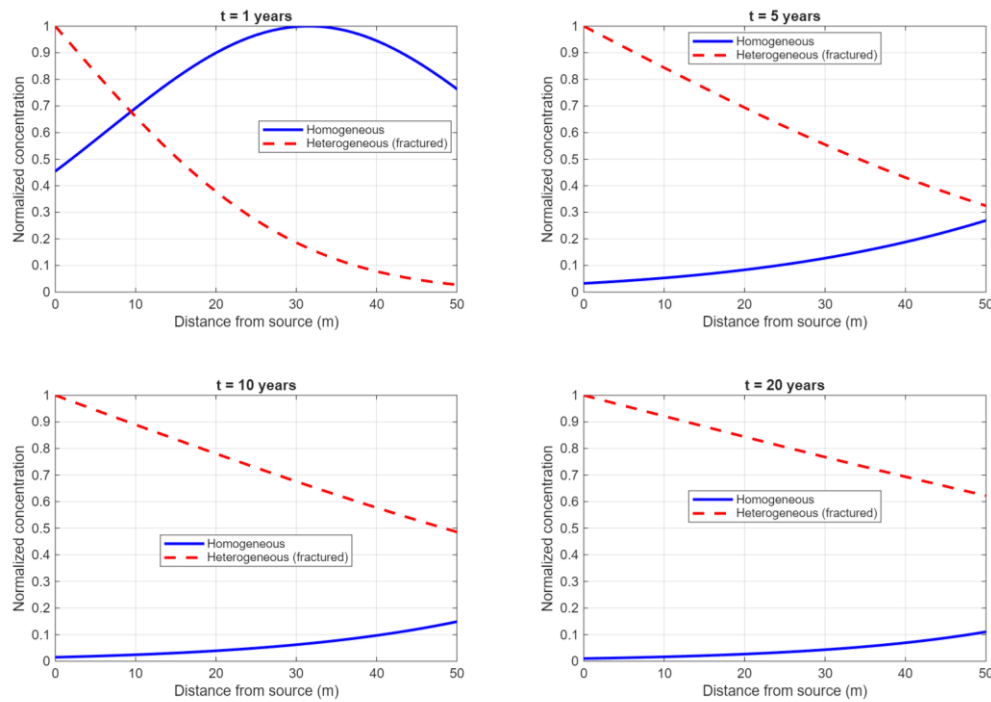 t = 1 years
1
0.9
0.8
0.7
0.6
0.5
0.4
0.3
0.2
0.1
0
Normalized concentration
Homogeneous
Heterogeneous (fractured)
0 10 20 30 40 50
Distance from source (m)
t = 5 years
1
0.9
0.8
0.7
0.6
0.5
0.4
0.3
0.2
0.1
0
Normalized concentration
Homogeneous
Heterogeneous (fractured)
0 10 20 30 40 50
Distance from source (m)
t = 10 years
1
0.9
0.8
0.7
0.6
0.5
0.4
0.3
0.2
0.1
0
Normalized concentration
Homogeneous
Heterogeneous (fractured)
0 10 20 30 40 50
Distance from source (m)
t = 20 years
1
0.9
0.8
0.7
0.6
0.5
0.4
0.3
0.2
0.1
0
Normalized concentration
Homogeneous
Heterogeneous (fractured)
0 10 20 30 40 50
Distance from source (m)